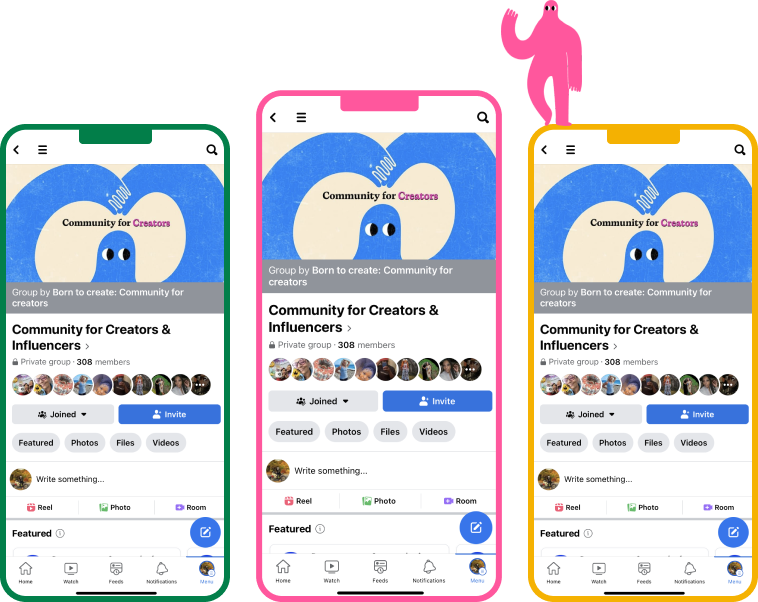 Community for Creators
Group by Born to create: Community for
creators
Community for Creators &
Influencers
Private group · 308 members
Joined
Invite
Featured Photos Files Videos
Write something...
Reel Photo Room
Featured
Home Watch Feeds Notifications Menu
Community for Creators
Group by Born to create: Community for
creators
Community for Creators &
Influencers
Private group · 308 members
Joined
Invite
Featured Photos Files Videos
Write something...
Reel Photo Room
Featured
Home Watch Feeds Notifications Menu
Community for Creators
Group by Born to create: Community for
creators
Community for Creators &
Influencers
Private group · 308 members
Joined
Invite
Featured Photos Files Videos
Write something...
Reel Photo Room
Featured
Home Watch Feeds Notifications Menu